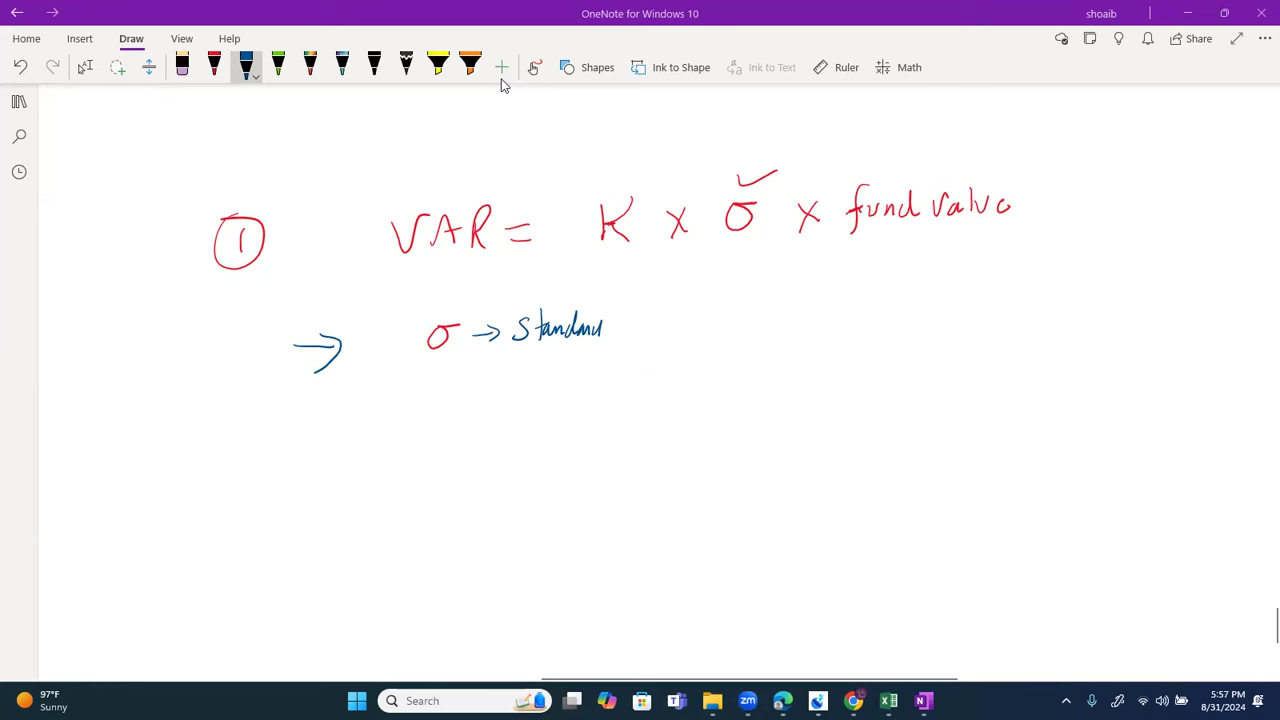 OneNote for Windows 10
shoaib
Home Insert Draw View Help
Share
Shapes Ink to Shape Ink to Text Ruler Math
① VAR = K × σ × fund value
σ → Standar
97°F
Sunny
Search
5:57 PM
8/31/2024